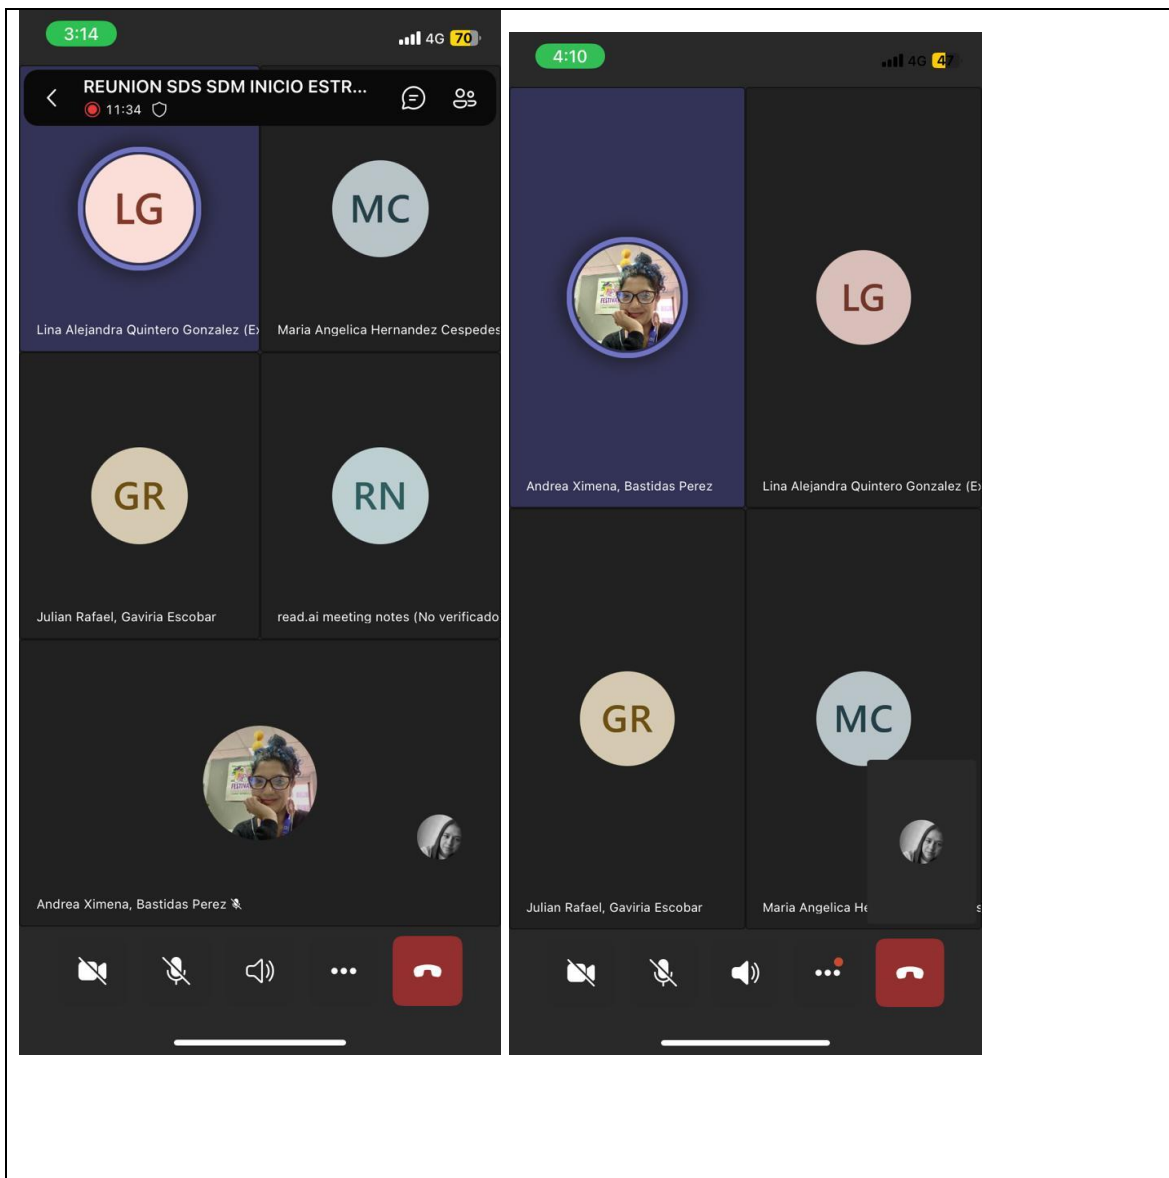 3:14
4G 70
REUNION SDS SDM INICIO ESTR...
11:34
LG
MC
Lina Alejandra Quintero Gonzalez (Ex
Maria Angelica Hernandez Cespedes
GR
RN
Julian Rafael, Gaviria Escobar
read.ai meeting notes (No verificado
Andrea Ximena, Bastidas Perez
4:10
4G 47
LG
Andrea Ximena, Bastidas Perez
Lina Alejandra Quintero Gonzalez (Ex
GR
MC
Julian Rafael, Gaviria Escobar
Maria Angelica He
s